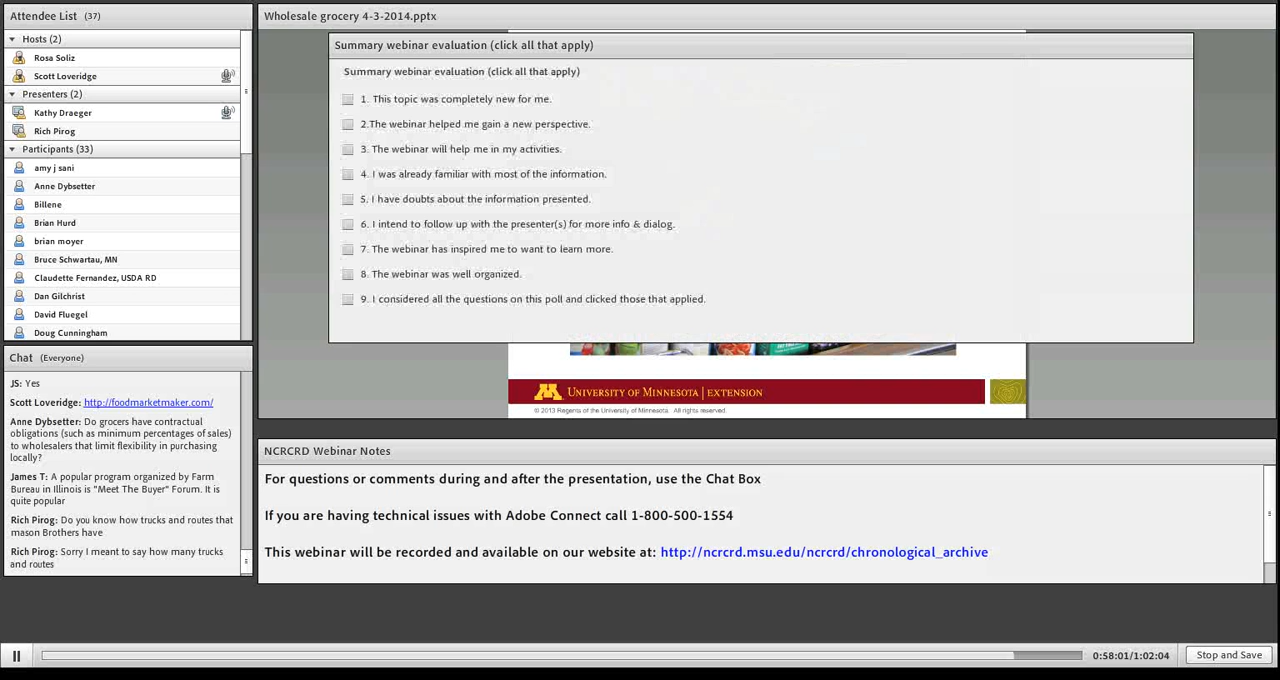 Attendee List (37)
Hosts (2)
Rosa Soliz
Scott Loveridge
Presenters (2)
Kathy Draeger
Rich Pirog
Participants (33)
amy j sani
Anne Dybsetter
Billene
Brian Hurd
brian moyer
Bruce Schwartau, MN
Claudette Fernandez, USDA RD
Dan Gilchrist
David Fluegel
Doug Cunningham
Chat (Everyone)
JS: Yes
Scott Loveridge: http://foodmarketmaker.com/
Anne Dybsetter: Do grocers have contractual
obligations (such as minimum percentages of sales)
to wholesalers that limit flexibility in purchasing
locally?
James T: A popular program organized by Farm
Bureau in Illinois is "Meet The Buyer" Forum. It is
quite popular
Rich Pirog: Do you know how trucks and routes that
mason Brothers have
Rich Pirog: Sorry I meant to say how many trucks
and routes
Wholesale grocery 4-3-2014.pptx
Summary webinar evaluation (click all that apply)
Summary webinar evaluation (click all that apply)
1. This topic was completely new for me.
2.The webinar helped me gain a new perspective.
3. The webinar will help me in my activities.
4. I was already familiar with most of the information.
5. I have doubts about the information presented.
6. I intend to follow up with the presenter(s) for more info & dialog.
7. The webinar has inspired me to want to learn more.
8. The webinar was well organized.
9. I considered all the questions on this poll and clicked those that applied.
UNIVERSITY OF MINNESOTA | EXTENSION
© 2013 Regents of the University of Minnesota. All rights reserved.
NCRCRD Webinar Notes
For questions or comments during and after the presentation, use the Chat Box
If you are having technical issues with Adobe Connect call 1-800-500-1554
This webinar will be recorded and available on our website at: http://ncrcrd.msu.edu/ncrcrd/chronological_archive
0:58:01/1:02:04
Stop and Save